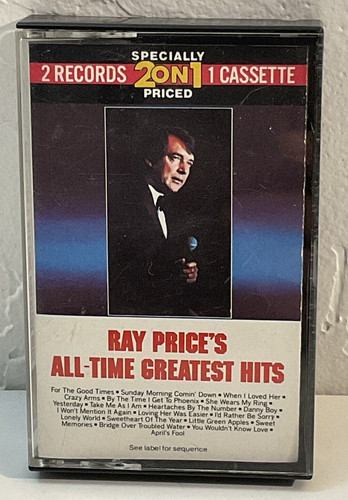 SPECIALLY
2 RECORDS 2 ON 1 1 CASSETTE
PRICED
RAY PRICE'S
ALL-TIME GREATEST HITS
For The Good Times • Sunday Morning Comin' Down • When I Loved Her •
Crazy Arms • By The Time I Get To Phoenix • She Wears My Ring •
Yesterday • Take Me As I Am • Heartaches By The Number • Danny Boy •
I Won't Mention It Again • Loving Her Was Easier • I'd Rather Be Sorry •
Lonely World • Sweetheart Of The Year • Little Green Apples • Sweet
Memories • Bridge Over Troubled Water • You Wouldn't Know Love •
April's Fool
See label for sequence